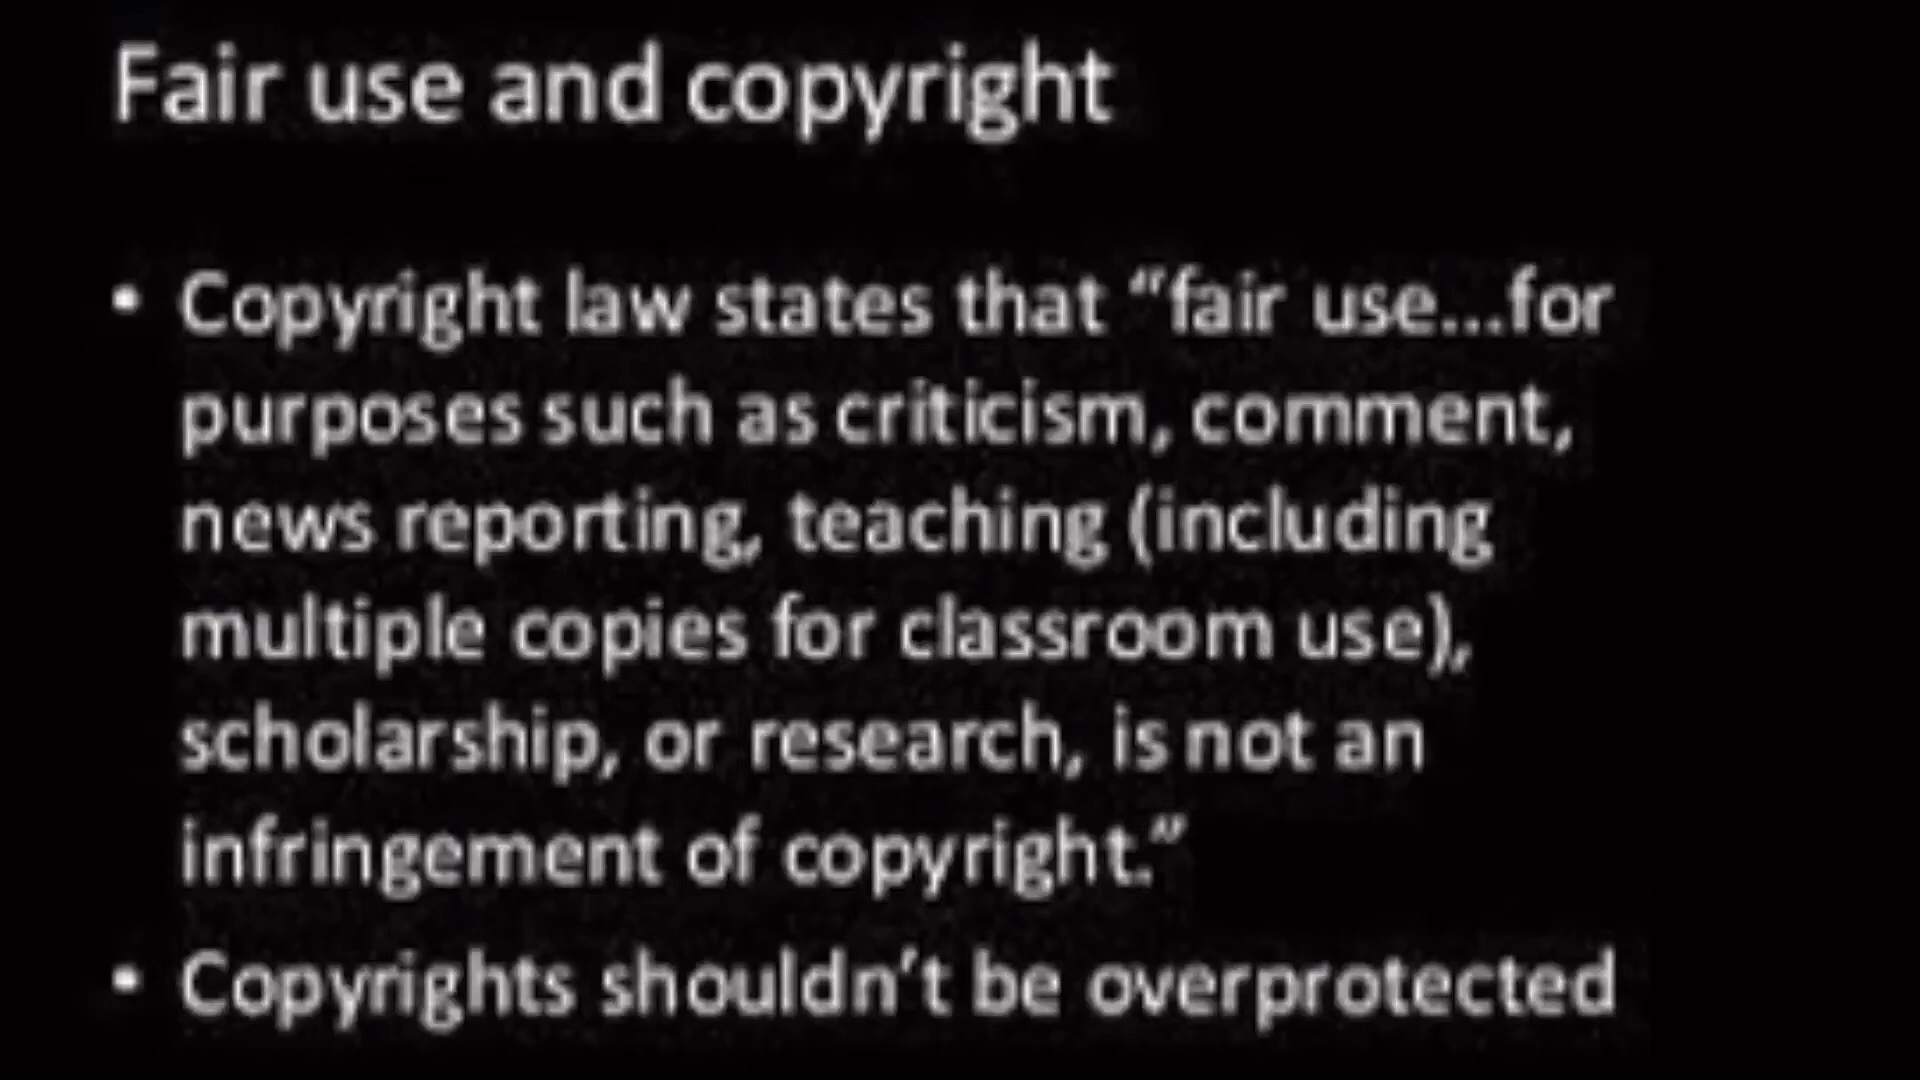 Fair use and copyright
• Copyright law states that “fair use...for
purposes such as criticism, comment,
news reporting, teaching (including
multiple copies for classroom use),
scholarship, or research, is not an
infringement of copyright.”
• Copyrights shouldn’t be overprotected